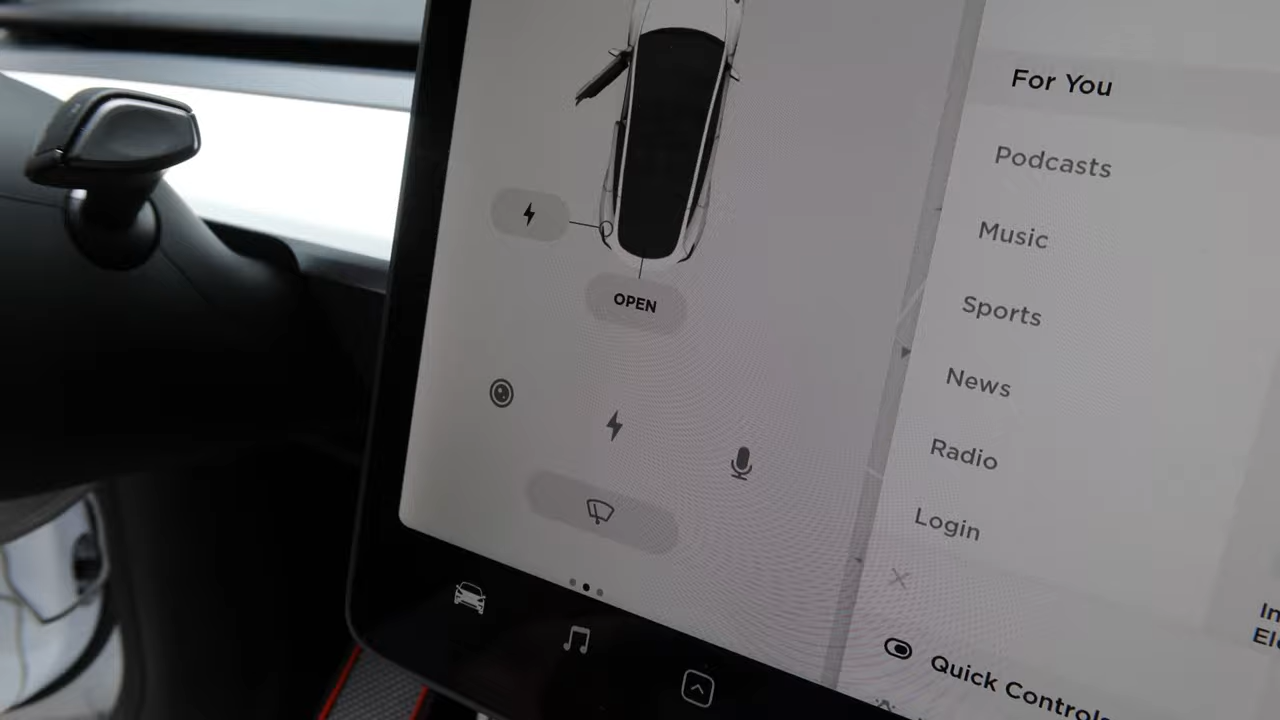 OPEN
For You
Podcasts
Music
Sports
News
Radio
Login
Quick Controls